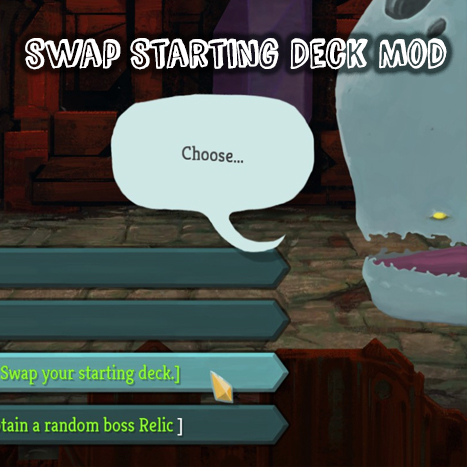 SWAP STARTING DECK MOD
Choose...
Swap your starting deck.]
tain a random boss Relic ]